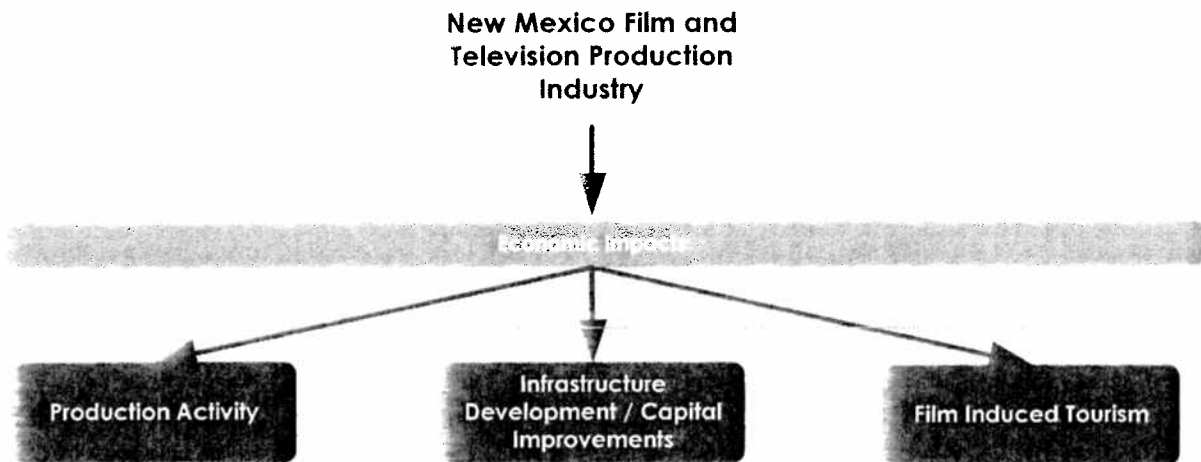 New Mexico Film and
Television Production
Industry
Economic Impacts
Production Activity
Infrastructure
Development / Capital
Improvements
Film Induced Tourism